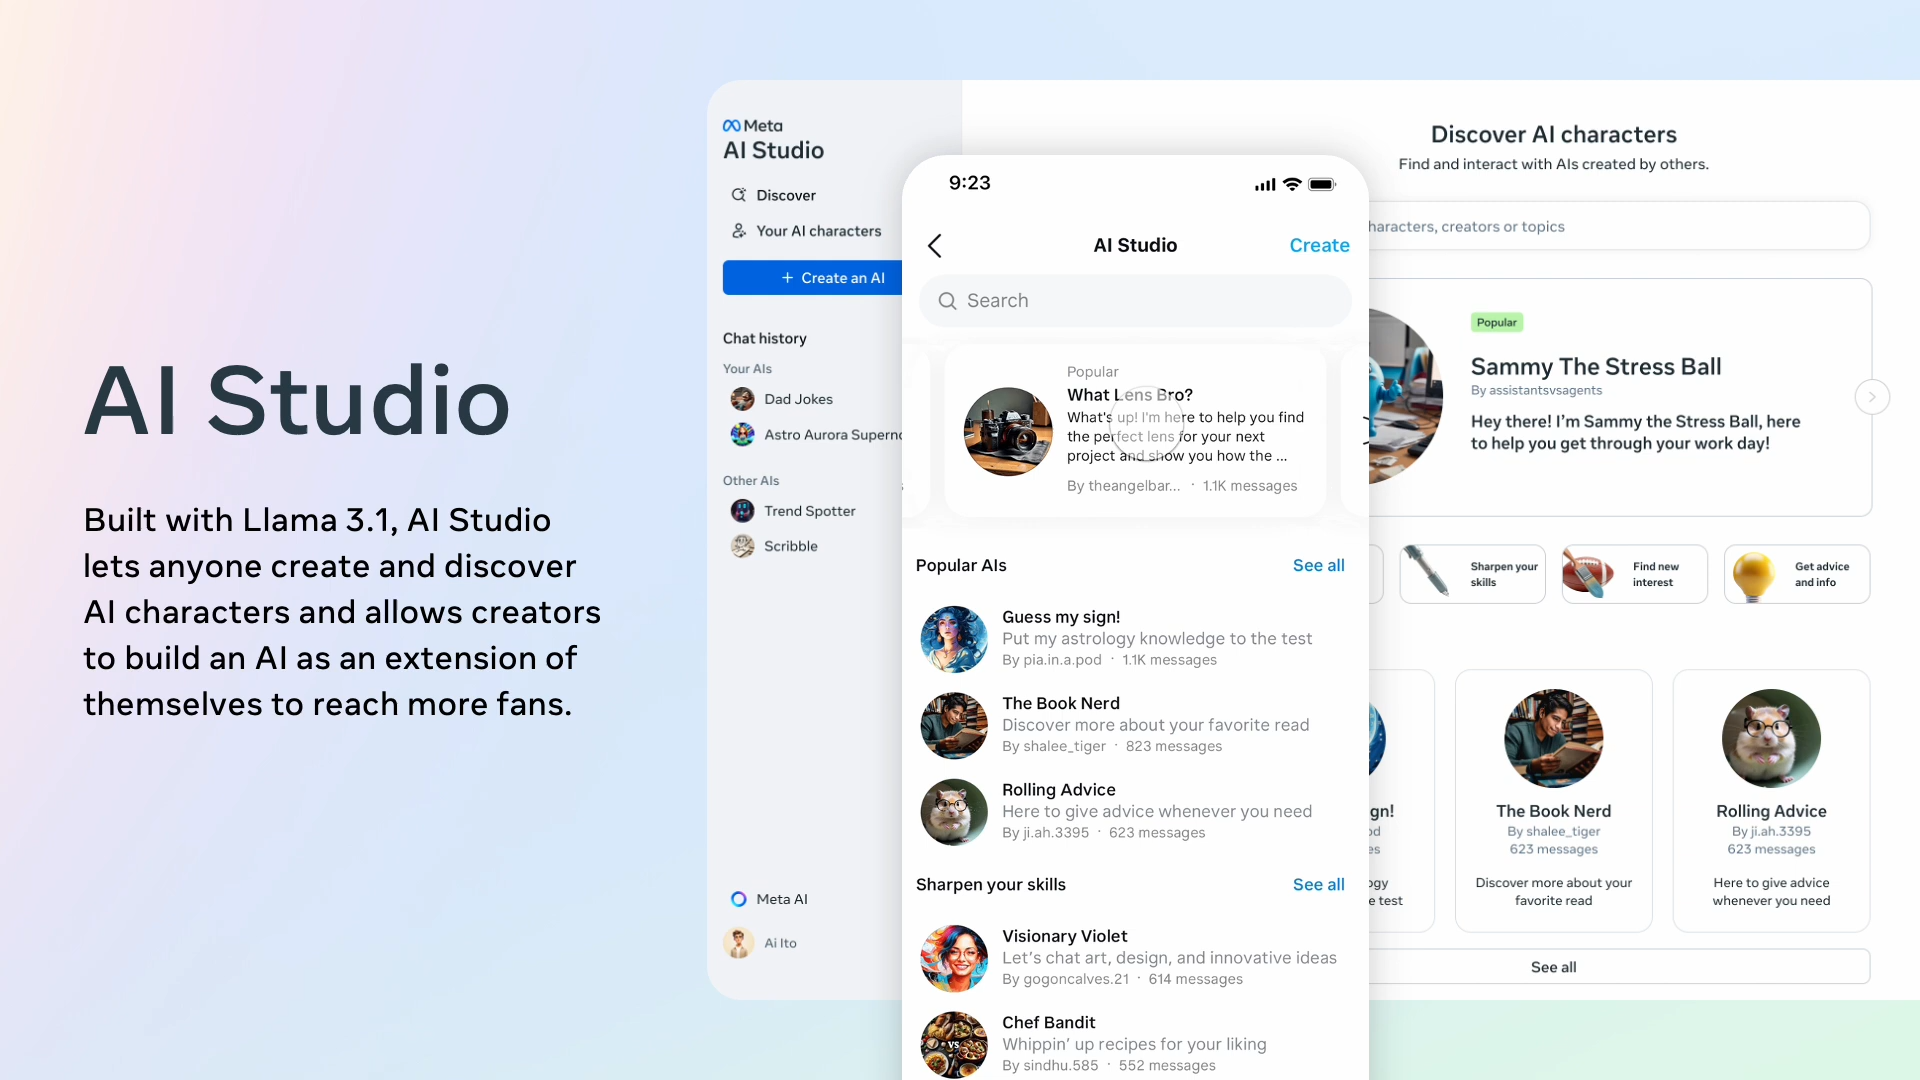 AI Studio
Built with Llama 3.1, AI Studio
lets anyone create and discover
AI characters and allows creators
to build an AI as an extension of
themselves to reach more fans.
Meta
AI Studio
Discover
Your AI characters
+ Create an AI
Chat history
Your AIs
Dad Jokes
Astro Aurora Superno
Other AIs
Trend Spotter
Scribble
Meta AI
Ai Ito
9:23
AI Studio
Create
Search
Popular
What Lens Bro?
What's up! I'm here to help you find
the perfect lens for your next
project and show you how the ...
By theangelbar... · 1.1K messages
Popular AIs
See all
Guess my sign!
Put my astrology knowledge to the test
By pia.in.a.pod · 1.1K messages
The Book Nerd
Discover more about your favorite read
By shalee_tiger · 823 messages
Rolling Advice
Here to give advice whenever you need
By ji.ah.3395 · 623 messages
Sharpen your skills
See all
Visionary Violet
Let's chat art, design, and innovative ideas
By gogoncalves.21 · 614 messages
Chef Bandit
VS
Whippin' up recipes for your liking
By sindhu.585 · 552 messages
Discover AI characters
Find and interact with AIs created by others.
haracters, creators or topics
Popular
Sammy The Stress Ball
By assistantsvsagents
Hey there! I'm Sammy the Stress Ball, here
to help you get through your work day!
Sharpen your
skills
Find new
interest
Get advice
and info
gn!
od
es
ogy
e test
The Book Nerd
By shalee_tiger
623 messages
Discover more about your
favorite read
Rolling Advice
By ji.ah.3395
623 messages
Here to give advice
whenever you need
See all